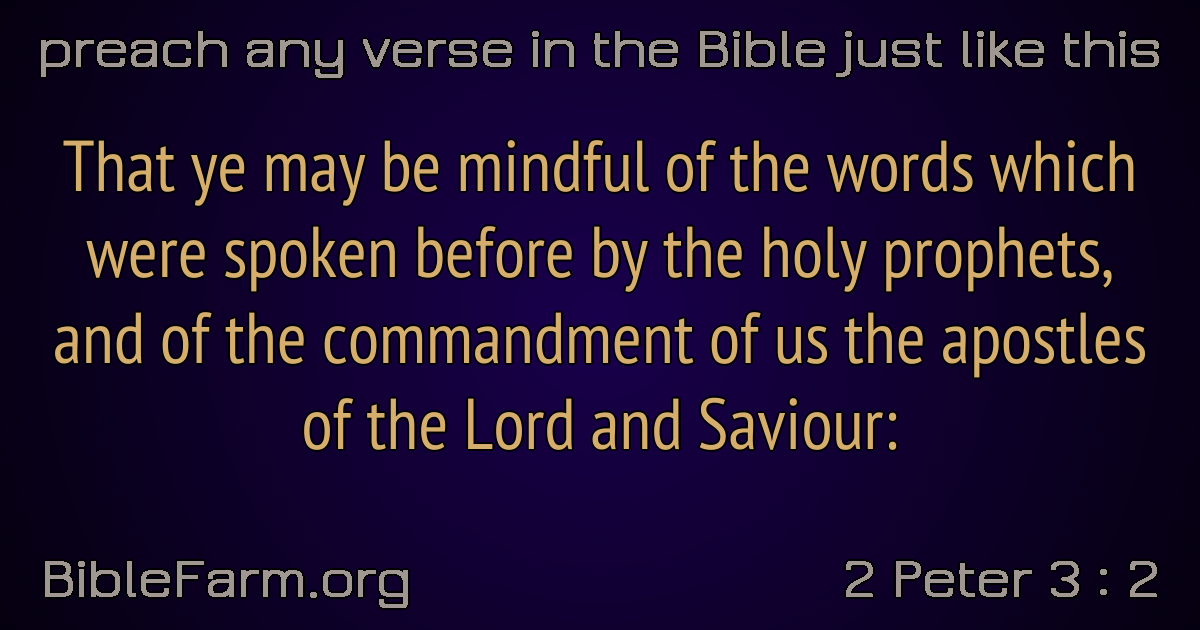 preach any verse in the Bible just like this
That ye may be mindful of the words which
were spoken before by the holy prophets,
and of the commandment of us the apostles
of the Lord and Saviour:
BibleFarm.org
2 Peter 3 : 2